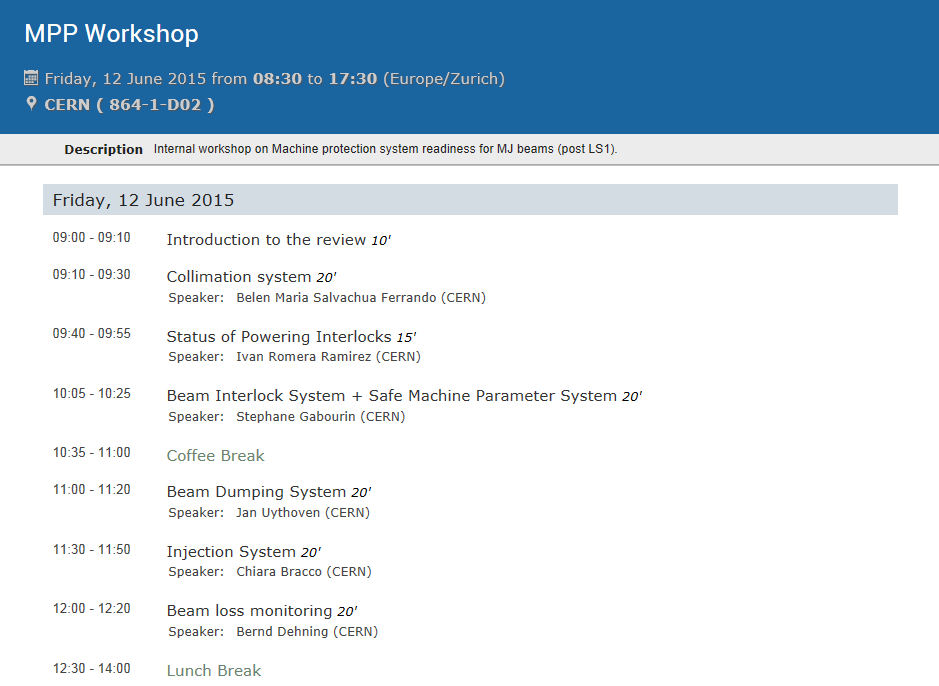 MPP Workshop
Friday, 12 June 2015 from 08:30 to 17:30 (Europe/Zurich)
CERN ( 864-1-D02 )
Description Internal workshop on Machine protection system readiness for MJ beams (post LS1).
Friday, 12 June 2015
09:00 - 09:10 Introduction to the review 10'
09:10 - 09:30 Collimation system 20'
Speaker: Belen Maria Salvachua Ferrando (CERN)
09:40 - 09:55 Status of Powering Interlocks 15'
Speaker: Ivan Romera Ramirez (CERN)
10:05 - 10:25 Beam Interlock System + Safe Machine Parameter System 20'
Speaker: Stephane Gabourin (CERN)
10:35 - 11:00 Coffee Break
11:00 - 11:20 Beam Dumping System 20'
Speaker: Jan Uythoven (CERN)
11:30 - 11:50 Injection System 20'
Speaker: Chiara Bracco (CERN)
12:00 - 12:20 Beam loss monitoring 20'
Speaker: Bernd Dehning (CERN)
12:30 - 14:00 Lunch Break